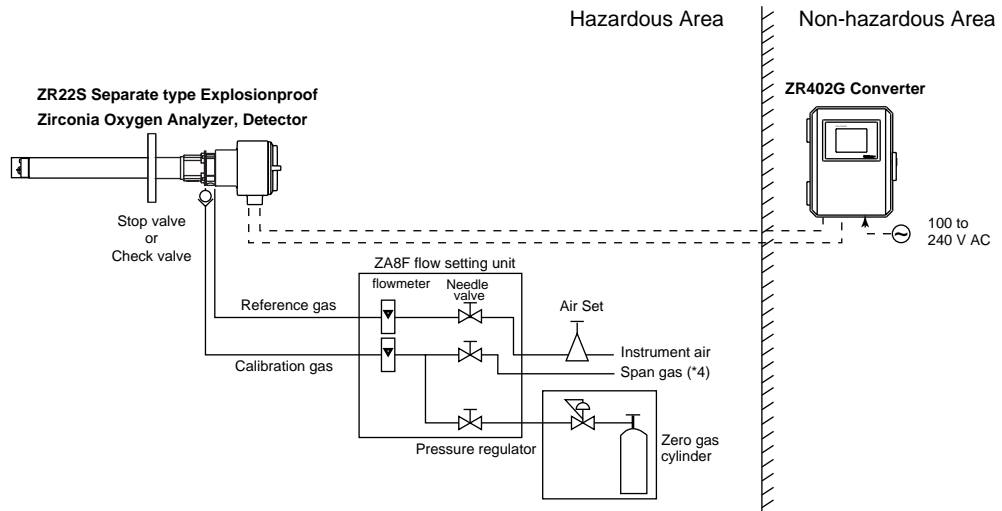 Hazardous Area
Non-hazardous Area
ZR22S Separate type Explosionproof
Zirconia Oxygen Analyzer, Detector
ZR402G Converter
Stop valve
or
Check valve
100 to
240 V AC
ZA8F flow setting unit
flowmeter
Needle
valve
Reference gas
Air Set
Calibration gas
Instrument air
Span gas (*4)
Pressure regulator
Zero gas
cylinder